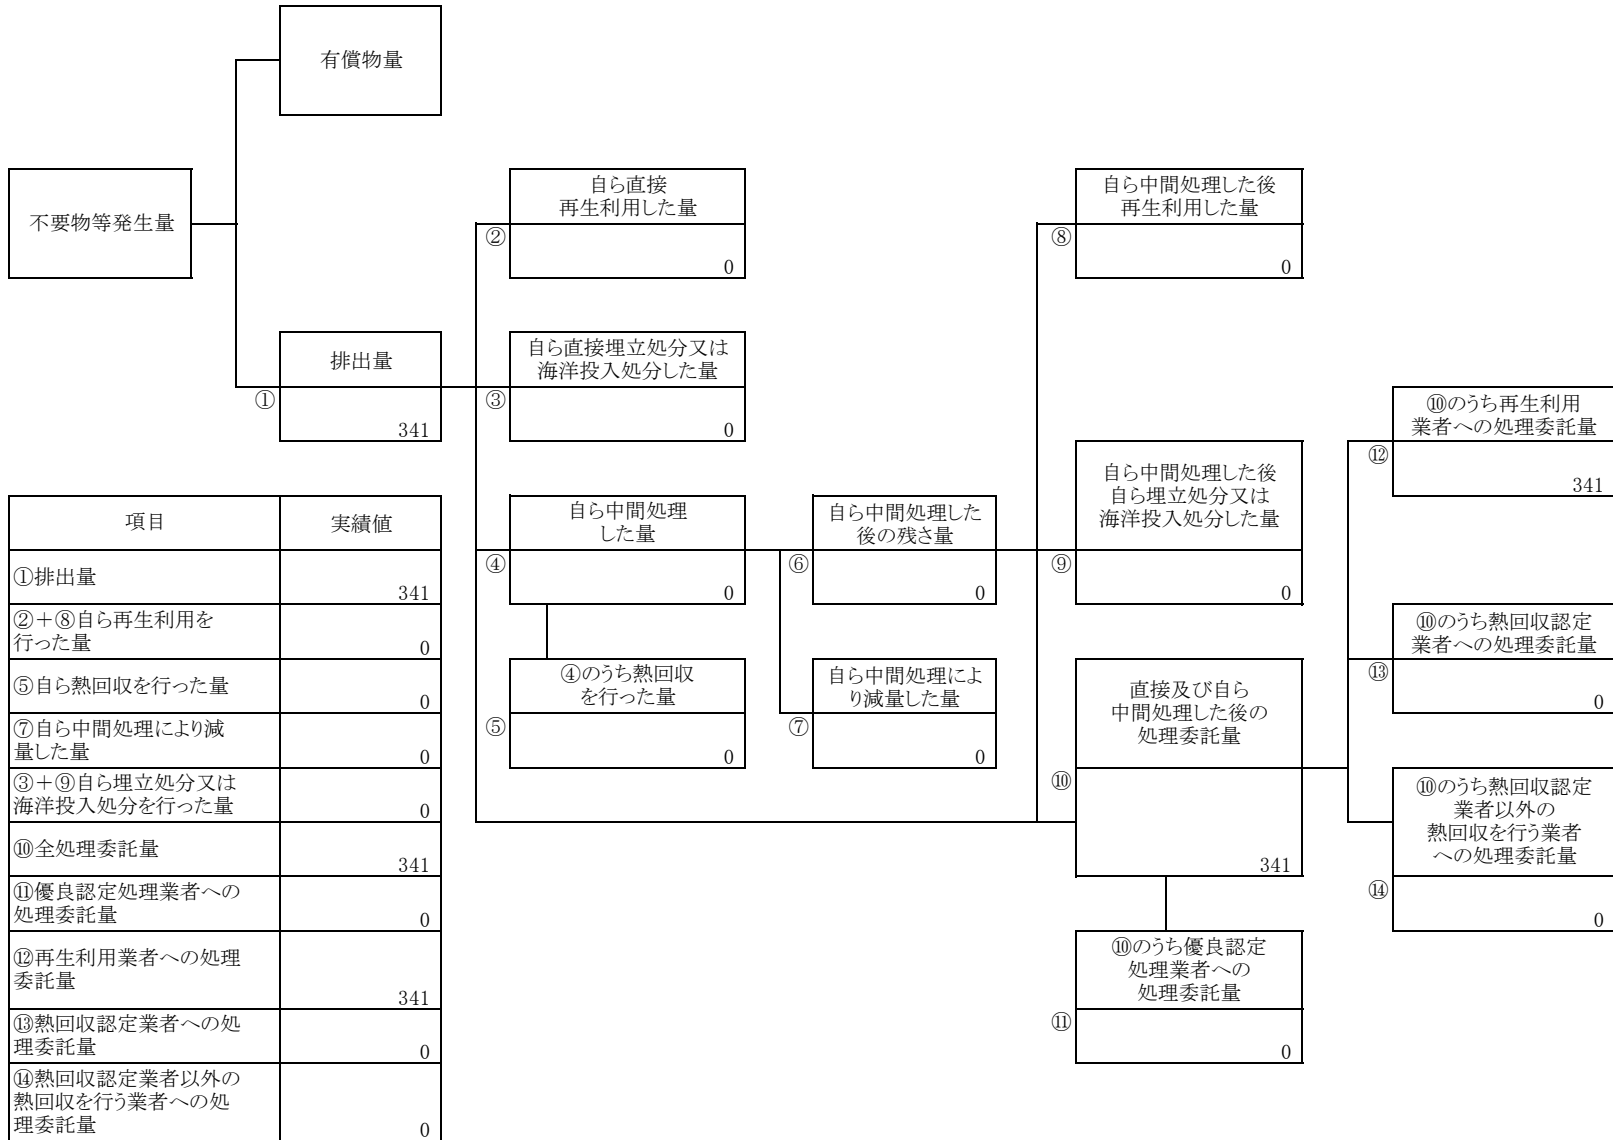 有償物量
不要物等発生量
自ら直接
再生利用した量
②
0
自ら中間処理した後
再生利用した量
⑧
0
排出量
①
341
自ら直接埋立処分又は
海洋投入処分した量
③
0
⑩のうち再生利用
業者への処理委託量
⑫
341
自ら中間処理
した量
④
0
自ら中間処理した
後の残さ量
⑥
0
自ら中間処理した後
自ら埋立処分又は
海洋投入処分した量
⑨
0
⑩のうち熱回収認定
業者への処理委託量
⑬
0
④のうち熱回収
を行った量
⑤
0
自ら中間処理によ
り減量した量
⑦
0
直接及び自ら
中間処理した後の
処理委託量
⑩
341
⑩のうち熱回収認定
業者以外の
熱回収を行う業者
への処理委託量
⑭
0
⑩のうち優良認定
処理業者への
処理委託量
⑪
0
項目 実績値
①排出量
341
②＋⑧自ら再生利用を
行った量
0
⑤自ら熱回収を行った量
0
⑦自ら中間処理により減
量した量
0
③＋⑨自ら埋立処分又は
海洋投入処分を行った量
0
⑩全処理委託量
341
⑪優良認定処理業者への
処理委託量
0
⑫再生利用業者への処理
委託量
341
⑬熱回収認定業者への処
理委託量
0
⑭熱回収認定業者以外の
熱回収を行う業者への処
理委託量
0